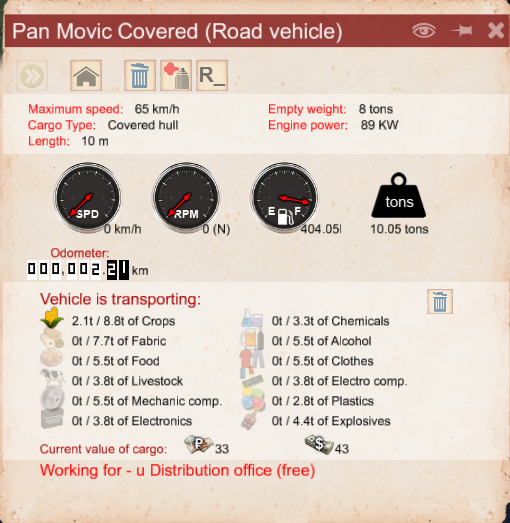 Pan Movic Covered (Road vehicle)
R_
Maximum speed: 65 km/h
Empty weight: 8 tons
Cargo Type: Covered hull
Engine power: 89 KW
Length: 10 m
SPD
RPM
E F
tons
0 km/h
0 (N)
404.05l
10.05 tons
Odometer:
000,002.21 km
Vehicle is transporting:
2.1t / 8.8t of Crops
0t / 3.3t of Chemicals
0t / 7.7t of Fabric
0t / 5.5t of Alcohol
0t / 5.5t of Food
0t / 5.5t of Clothes
0t / 3.8t of Livestock
0t / 3.8t of Electro comp.
0t / 5.5t of Mechanic comp.
0t / 2.8t of Plastics
0t / 3.8t of Electronics
0t / 4.4t of Explosives
Current value of cargo: P 33 $ 43
Working for - u Distribution office (free)